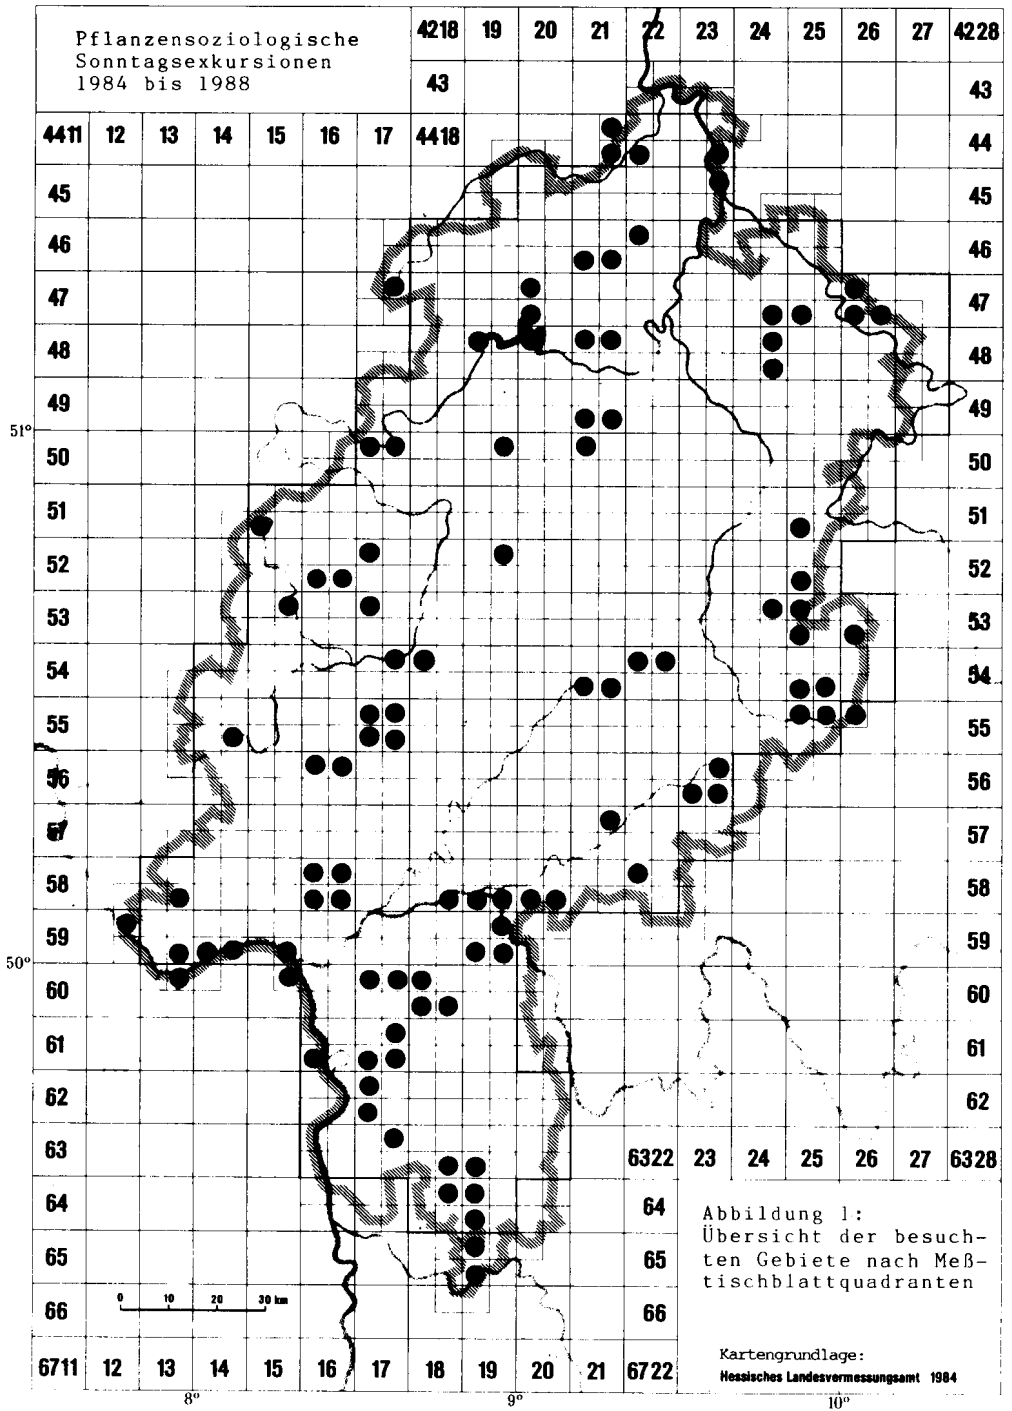 Pflanzensoziologische
Sonntagsexkursionen
1984 bis 1988
4218 19 20 21 22 23 24 25 26 27 4228
43 43
4411 12 13 14 15 16 17 4418 44
45 45
46 46
47 47
48 48
49 49
51°
50 50
51 51
52 52
53 53
54 54
55 55
56 56
57 57
58 58
59 59
50°
60 60
61 61
62 62
63 6322 23 24 25 26 27 6328
64 64
65 65
66 66
Abbildung 1:
Übersicht der besuch-
ten Gebiete nach Meß-
tischblattquadranten
0 10 20 30 km
6711 12 13 14 15 16 17 18 19 20 21 6722
Kartengrundlage:
Hessisches Landesvermessungsamt 1984
8° 9° 10°